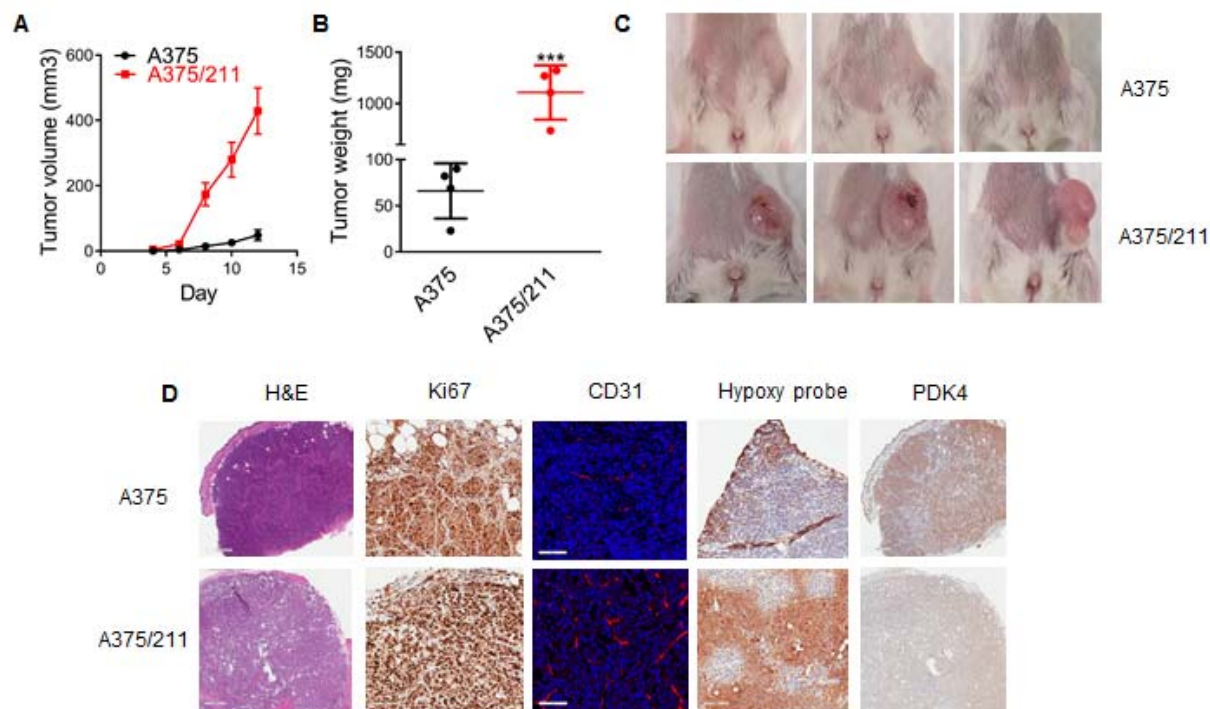 A
A375
A375/211
Tumor volume (mm3)
600
400
200
0
0 5 10 15
Day
B
***
Tumor weight (mg)
1500
1000
100
50
0
A375
A375/211
C
A375
A375/211
D
H&E Ki67 CD31 Hypoxy probe PDK4
A375
A375/211